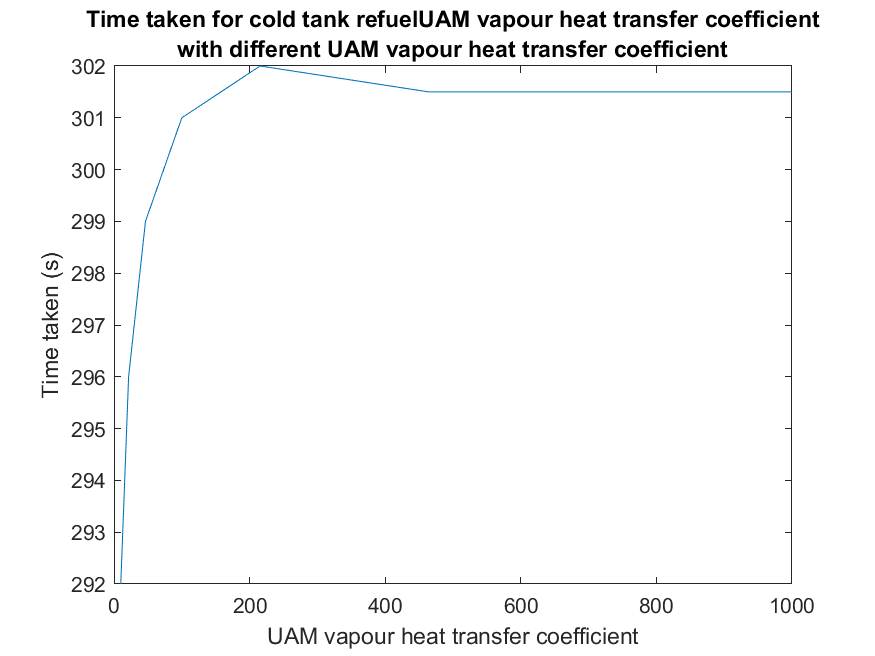 Time taken for cold tank refuelUAM vapour heat transfer coefficient
with different UAM vapour heat transfer coefficient
302
301
300
299
298
297
296
295
294
293
292
Time taken (s)
0 200 400 600 800 1000
UAM vapour heat transfer coefficient